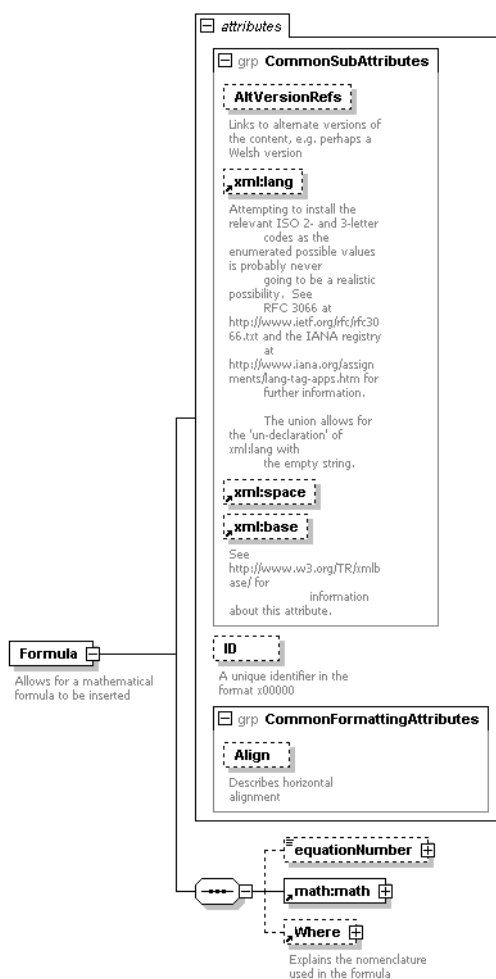 attributes
grp CommonSubAttributes
AltVersionRefs
Links to alternate versions of
the content, e.g. perhaps a
Welsh version
xml:lang
Attempting to install the
relevant ISO 2- and 3-letter
codes as the
enumerated possible values
is probably never
going to be a realistic
possibility. See
RFC 3066 at
http://www.ietf.org/rfc/rfc30
66.txt and the IANA registry
at
http://www.iana.org/assign
ments/lang-tag-apps.htm for
further information.
The union allows for
the 'un-declaration' of
xml:lang with
the empty string.
xml:space
xml:base
See
http://www.w3.org/TR/xmlb
ase/ for
information
about this attribute.
Formula
Allows for a mathematical
formula to be inserted
ID
A unique identifier in the
format x00000
grp CommonFormattingAttributes
Align
Describes horizontal
alignment
equationNumber
math:math
Where
Explains the nomenclature
used in the formula